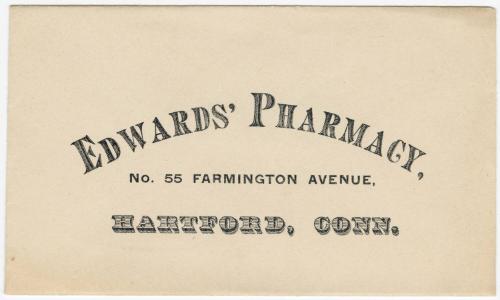 EDWARDS' PHARMACY,
No. 55 FARMINGTON AVENUE,
HARTFORD, CONN.